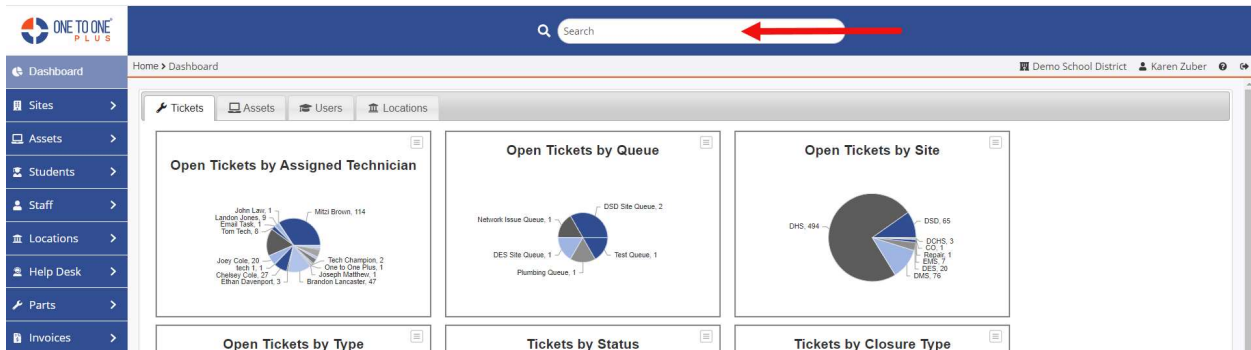 ONE TO ONE
PLUS
Search
Dashboard
Sites
Assets
Students
Staff
Locations
Help Desk
Parts
Invoices
Home > Dashboard
Demo School District
Karen Zuber
Tickets
Assets
Users
Locations
Open Tickets by Assigned Technician
John Law, 1
Landon Jones, 9
Email Task, 1
Tom Tech, 8
Mitzi Brown, 114
Joey Cole, 20
tech 1, 1
Chelsey Cole, 27
Ethan Davenport, 3
Tech Champion, 2
One to One Plus, 1
Joseph Matthew, 1
Brandon Lancaster, 47
Open Tickets by Queue
DSD Site Queue, 2
Network Issue Queue, 1
DES Site Queue, 1
Test Queue, 1
Plumbing Queue, 1
Open Tickets by Site
DHS, 494
DSD, 65
DCHS, 3
CO, 1
Repair, 1
EMS, 7
DES, 20
DMS, 76
Open Tickets by Type
Tickets by Status
Tickets by Closure Type